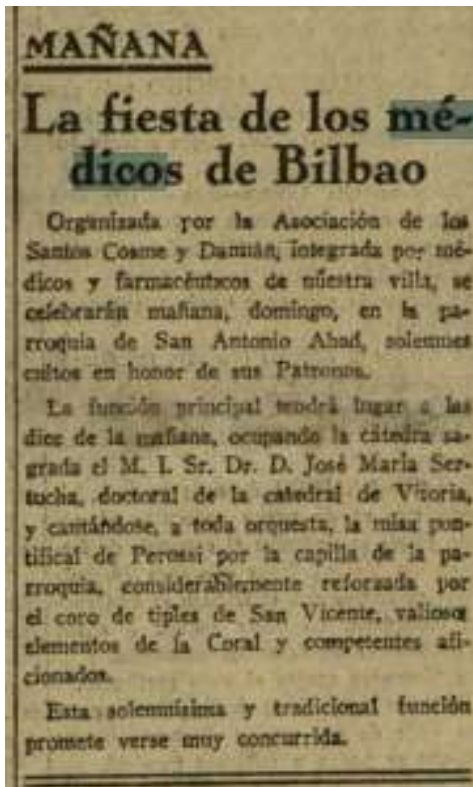 MAÑANA
La fiesta de los mé-
dicos de Bilbao
Organizada por la Asociación de los
Santos Cosme y Damián, integrada por mé-
dicos y farmacéuticos de nuestra villa, se
celebrarán mañana, domingo, en la pa-
rroquia de San Antonio Abad, solemnes
cultos en honor de sus Patronos.
La función principal tendrá lugar a las
diez de la mañana, ocupando la cátedra sa-
grada el M. I. Sr. Dr. D. José María Ser-
tucha, doctoral de la catedral de Vitoria,
y cantándose, a toda orquesta, la misa pon-
tifical de Perossi por la capilla de la pa-
rroquia, considerablemente reforzada por
el coro de tiples de San Vicente, valiosos
elementos de la Coral y competentes afi-
cionados.
Esta solemnísima y tradicional función
promete verse muy concurrida.